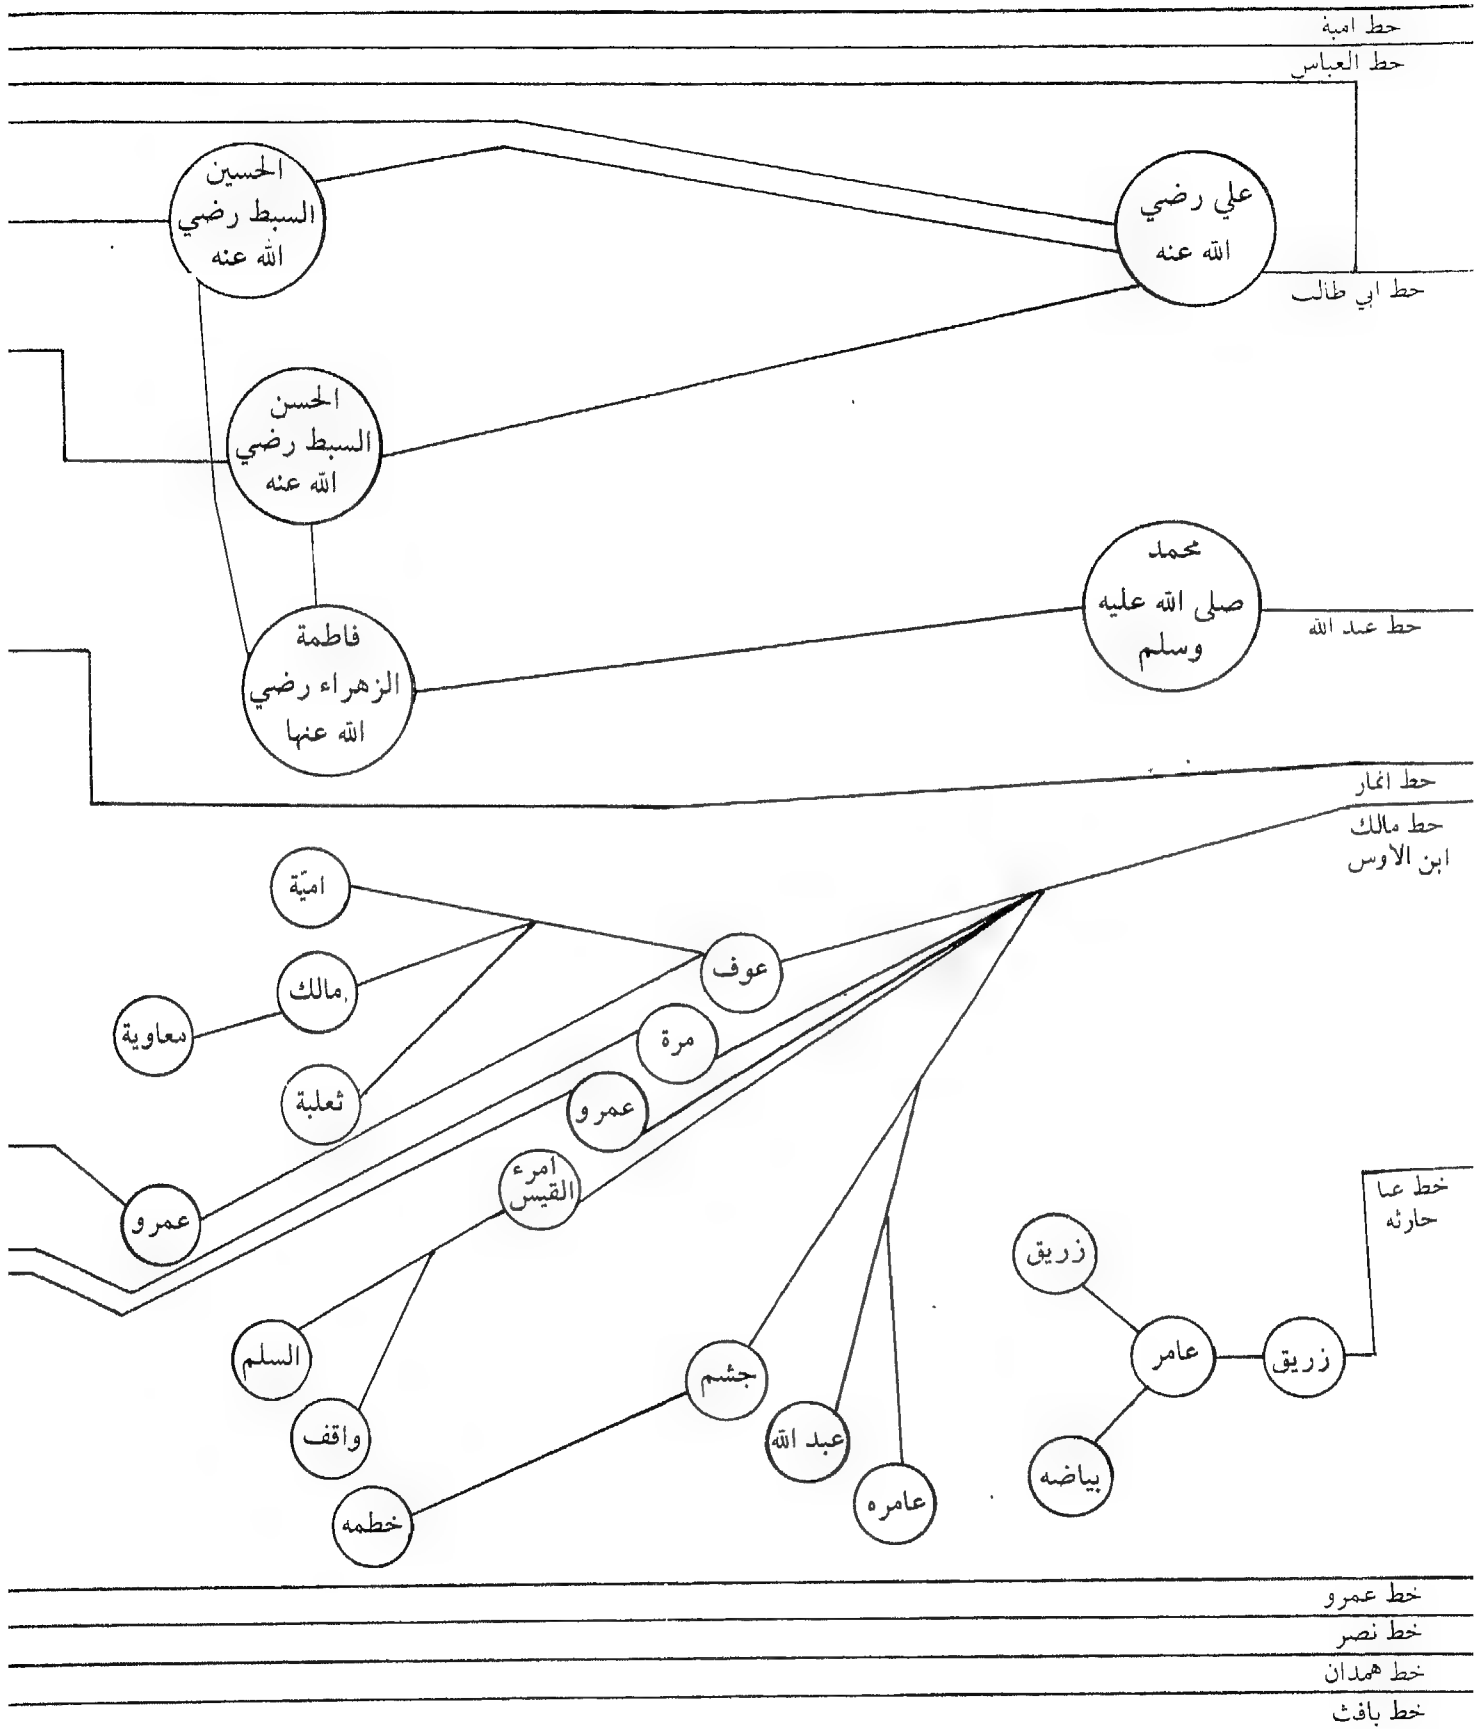 حط امية
حط العباس
علي رضي
الله عنه
حط ابي طالب
الحسين
السبط رضي
الله عنه
الحسن
السبط رضي
الله عنه
محمد
صلى الله عليه
وسلم
حط عبد الله
فاطمة
الزهراء رضي
الله عنها
حط انمار
حط مالك
ابن الاوس
اميّة
عوف
مالك
معاوية
مرة
ثعلبة
عمرو
امرء
القيس
عمرو
خط عبا
حارثه
زريق
عامر
زريق
السلم
جشم
واقف
عبد الله
بياضه
عامره
خطمه
خط عمرو
خط نصر
خط همدان
خط يافث